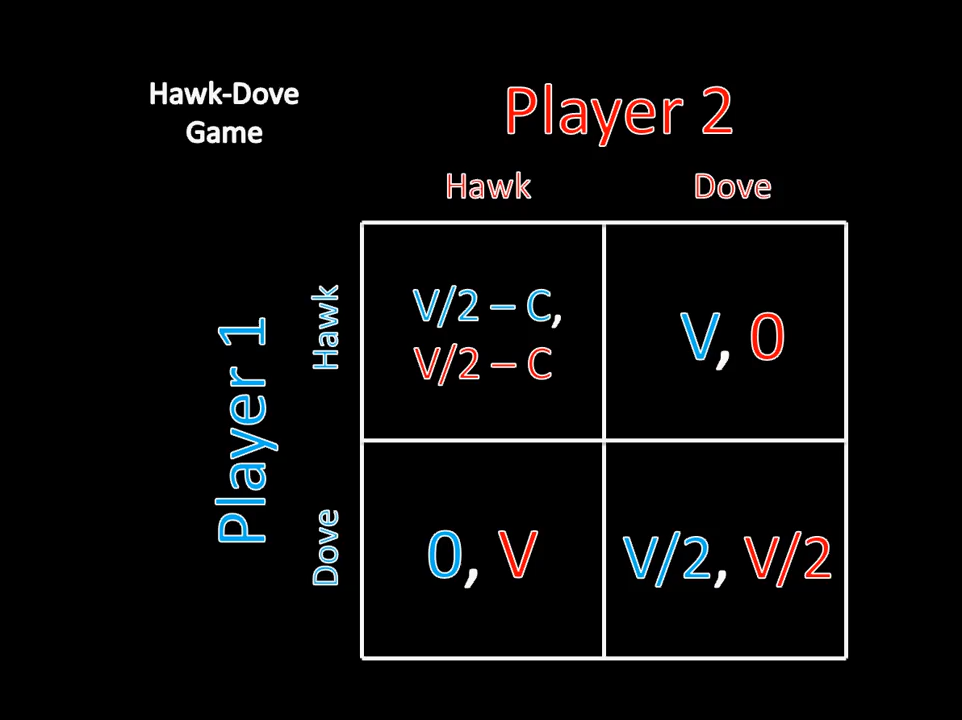 Hawk-Dove
Game
Player 2
Hawk
Dove
Player 1
Hawk
V/2 – C,
V/2 – C
V, 0
Dove
0, V
V/2, V/2